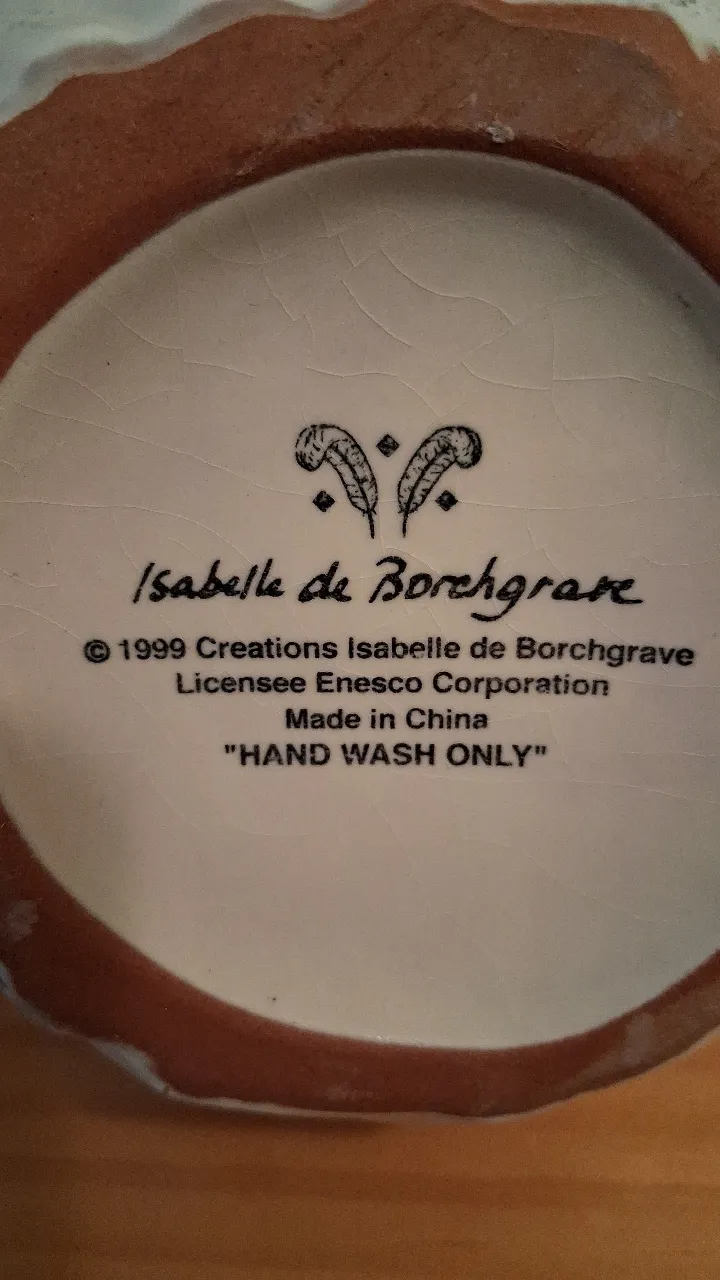 Isabelle de Borchgrave
© 1999 Creations Isabelle de Borchgrave
Licensee Enesco Corporation
Made in China
"HAND WASH ONLY"